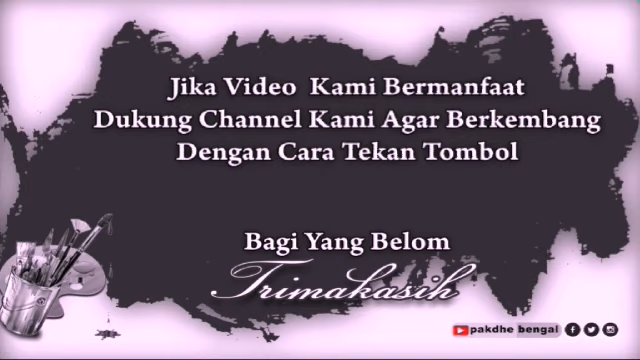 Jika Video Kami Bermanfaat
Dukung Channel Kami Agar Berkembang
Dengan Cara Tekan Tombol
Bagi Yang Belom
Trimakasih
pakdhe bengal